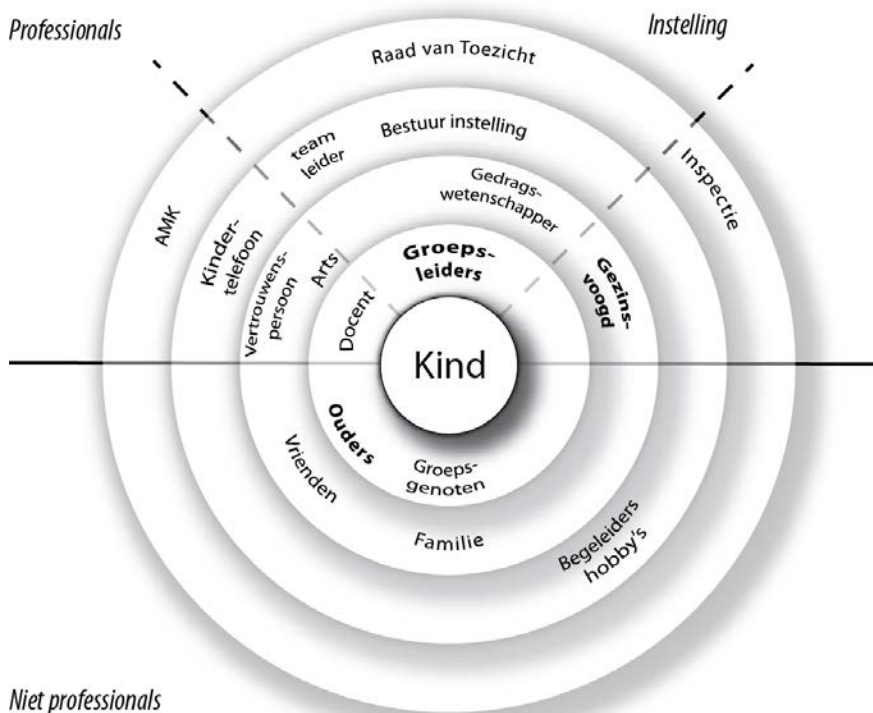 Professionals
Instelling
Raad van Toezicht
Bestuur instelling
team
leider
Inspectie
Gedrags-
wetenschapper
AMK
Kinder-
telefoon
Vertrouwens-
persoon
Arts
Groeps-
leiders
Gezins-
voogd
Docent
Kind
Ouders
Groeps-
genoten
Vrienden
Familie
Begeleiders
hobby's
Niet professionals